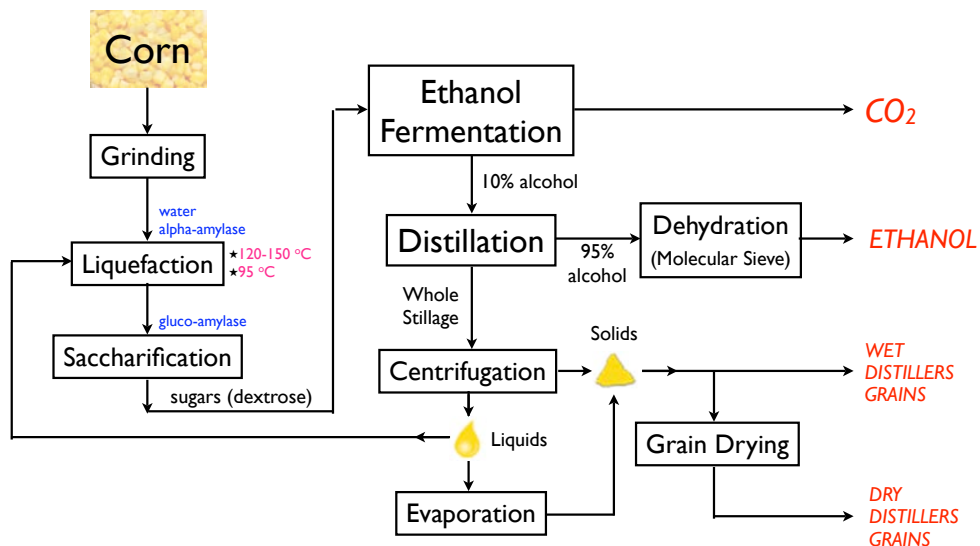 Corn
Grinding
water
alpha-amylase
Liquefaction
★120-150 °C
★95 °C
gluco-amylase
Saccharification
sugars (dextrose)
Ethanol
Fermentation
CO₂
10% alcohol
Distillation
95%
alcohol
Dehydration
(Molecular Sieve)
ETHANOL
Whole
Stillage
Centrifugation
Solids
WET
DISTILLERS
GRAINS
Liquids
Grain Drying
Evaporation
DRY
DISTILLERS
GRAINS